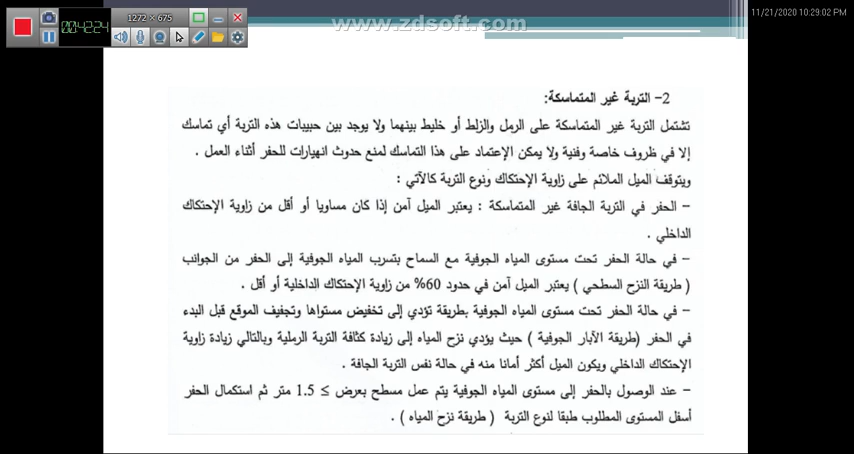 1272 × 675
00:42:24
www.zdsoft.com
11/21/2020 10:29:02 PM
2- التربة غير المتماسكة:
تشتمل التربة غير المتماسكة على الرمل والزلط أو خليط بينهما ولا يوجد بين حبيبات هذه التربة أي تماسك
إلا في ظروف خاصة وفنية ولا يمكن الإعتماد على هذا التماسك لمنع حدوث انهيارات للحفر أثناء العمل .
ويتوقف الميل الملائم على زاوية الإحتكاك ونوع التربة كالآتي :
- الحفر في التربة الجافة غير المتماسكة : يعتبر الميل آمن إذا كان مساويا أو أقل من زاوية الإحتكاك
الداخلي .
- في حالة الحفر تحت مستوى المياه الجوفية مع السماح بتسرب المياه الجوفية إلى الحفر من الجوانب
( طريقة النزح السطحي ) يعتبر الميل آمن في حدود 60% من زاوية الإحتكاك الداخلية أو أقل .
- في حالة الحفر تحت مستوى المياه الجوفية بطريقة تؤدي إلى تخفيض مستواها وتجفيف الموقع قبل البدء
في الحفر (طريقة الآبار الجوفية ) حيث يؤدي نزح المياه إلى زيادة كثافة التربة الرملية وبالتالي زيادة زاوية
الإحتكاك الداخلي ويكون الميل أكثر أمانا منه في حالة نفس التربة الجافة .
- عند الوصول بالحفر إلى مستوى المياه الجوفية يتم عمل مسطح بعرض ≥ 1.5 متر ثم استكمال الحفر
أسفل المستوى المطلوب طبقا لنوع التربة ( طريقة نزح المياه ) .